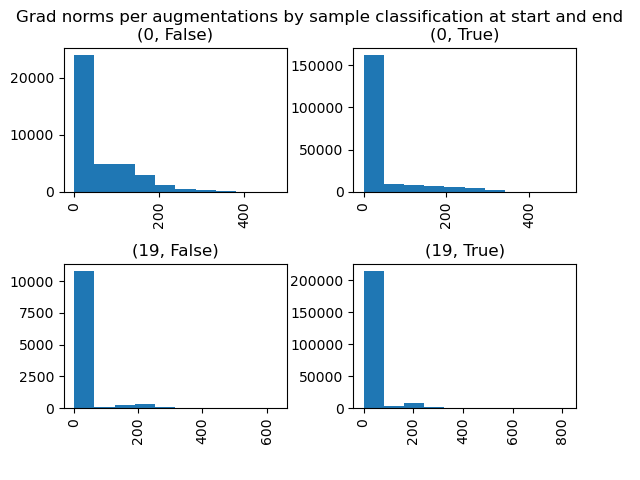 Grad norms per augmentations by sample classification at start and end
(0, False) (0, True)
20000 150000
100000
10000
50000
0 0
0 200 400 0 200 400
(19, False) (19, True)
10000 200000
7500 150000
5000 100000
2500 50000
0 0
0 200 400 600 0 200 400 600 800